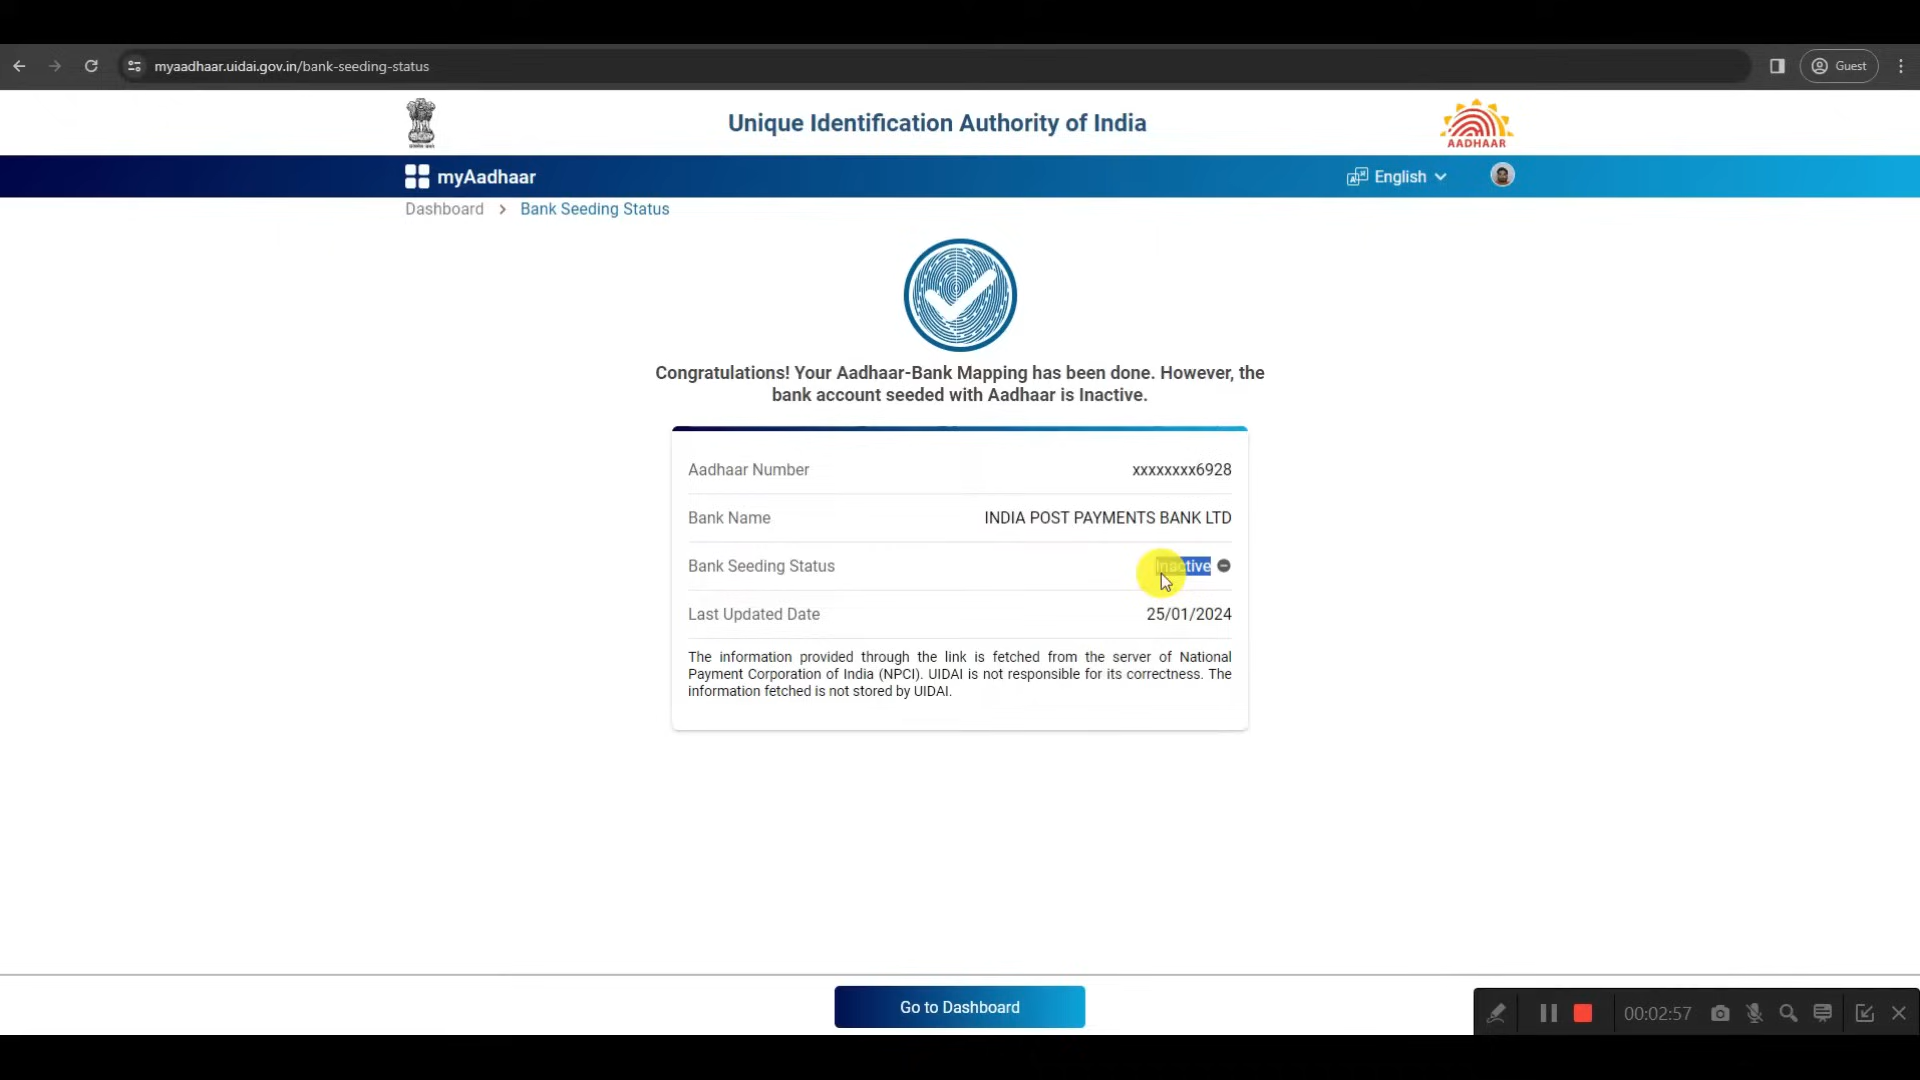 myaadhaar.uidai.gov.in/bank-seeding-status
Guest
Unique Identification Authority of India
AADHAAR
myAadhaar
English
Dashboard > Bank Seeding Status
Congratulations! Your Aadhaar-Bank Mapping has been done. However, the
bank account seeded with Aadhaar is Inactive.
Aadhaar Number xxxxxxxx6928
Bank Name INDIA POST PAYMENTS BANK LTD
Bank Seeding Status Inactive
Last Updated Date 25/01/2024
The information provided through the link is fetched from the server of National
Payment Corporation of India (NPCI). UIDAI is not responsible for its correctness. The
information fetched is not stored by UIDAI.
Go to Dashboard
00:02:57